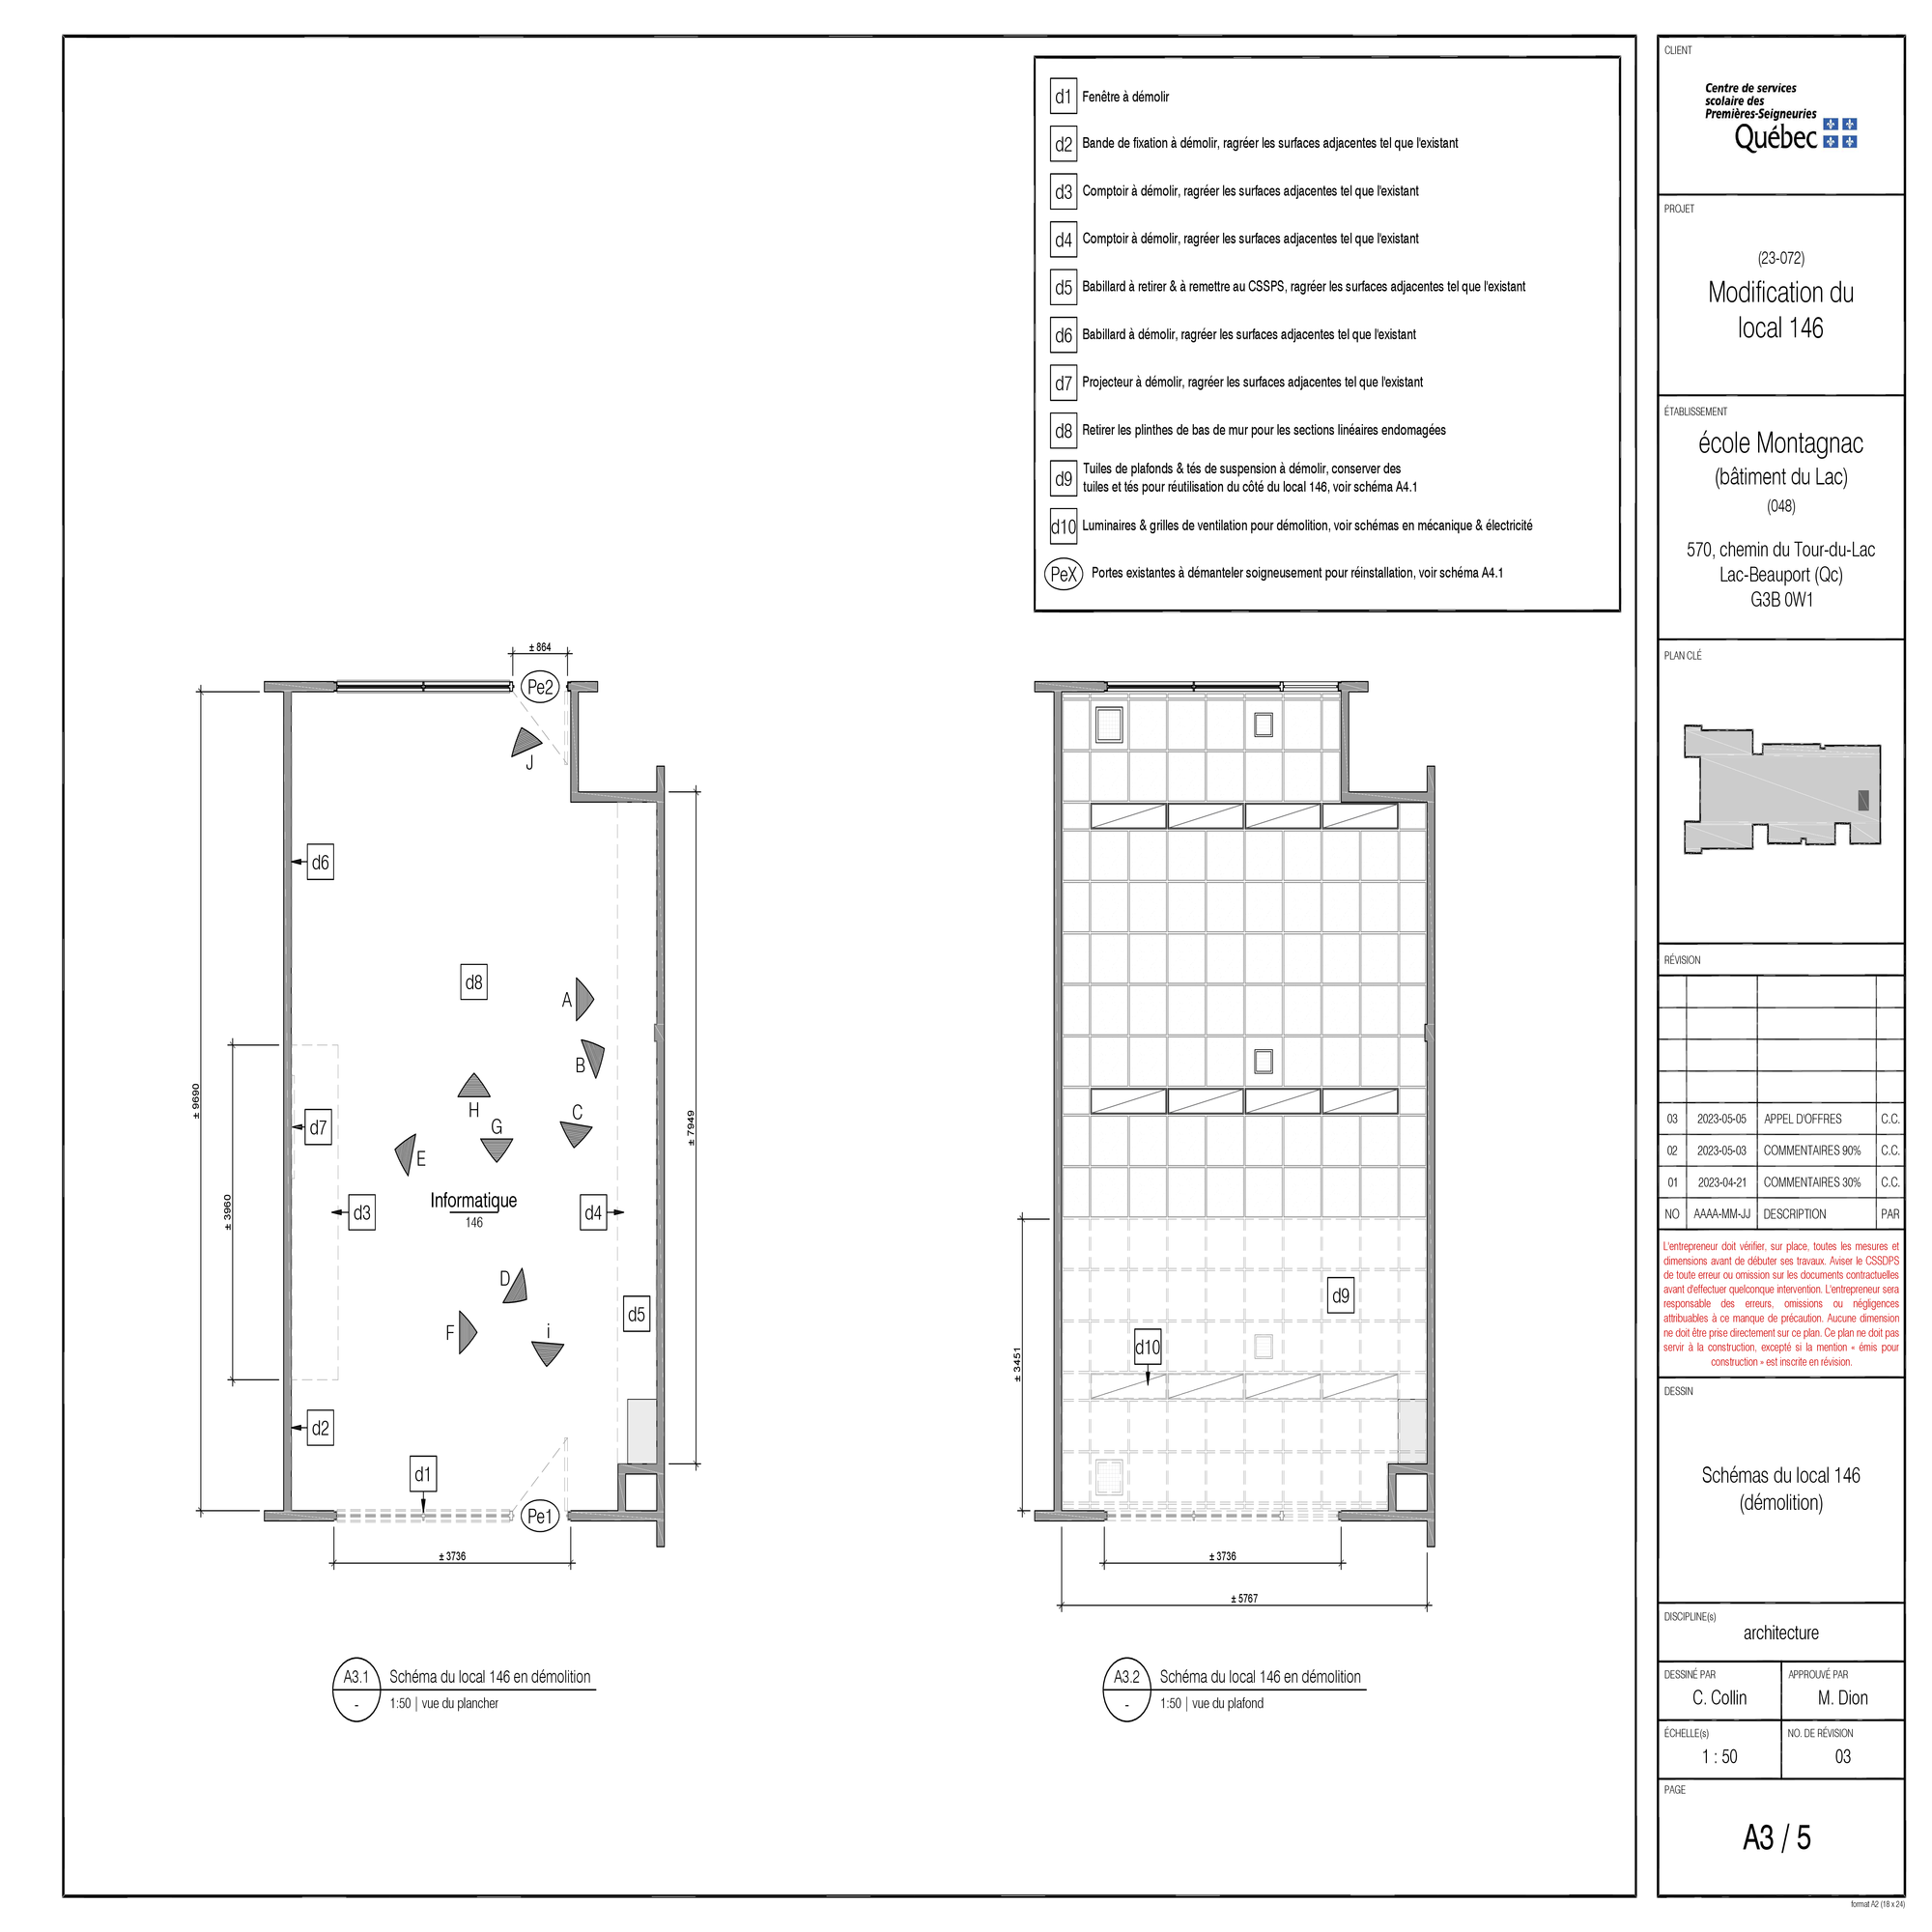 d1 Fenêtre à démolir
d2 Bande de fixation à démolir, ragréer les surfaces adjacentes tel que l'existant
d3 Comptoir à démolir, ragréer les surfaces adjacentes tel que l'existant
d4 Comptoir à démolir, ragréer les surfaces adjacentes tel que l'existant
d5 Babillard à retirer & à remettre au CSSPS, ragréer les surfaces adjacentes tel que l'existant
d6 Babillard à démolir, ragréer les surfaces adjacentes tel que l'existant
d7 Projecteur à démolir, ragréer les surfaces adjacentes tel que l'existant
d8 Retirer les plinthes de bas de mur pour les sections linéaires endomagées
d9 Tuiles de plafonds & tés de suspension à démolir, conserver des
tuiles et tés pour réutilisation du côté du local 146, voir schéma A4.1
d10 Luminaires & grilles de ventilation pour démolition, voir schémas en mécanique & électricité
PeX Portes existantes à démanteler soigneusement pour réinstallation, voir schéma A4.1
± 864
Pe2
J
d6
d8
A
B
H
C
G
d7
E
± 9690
± 7949
± 3960
Informatique
146
d3
d4
D
d5
F
i
d2
d1
Pe1
± 3736
A3.1 Schéma du local 146 en démolition
- 1:50 | vue du plancher
d9
d10
± 3451
± 3736
± 5767
A3.2 Schéma du local 146 en démolition
- 1:50 | vue du plafond
CLIENT
Centre de services
scolaire des
Premières-Seigneuries
Québec
PROJET
(23-072)
Modification du
local 146
ÉTABLISSEMENT
école Montagnac
(bâtiment du Lac)
(048)
570, chemin du Tour-du-Lac
Lac-Beauport (Qc)
G3B 0W1
PLAN CLÉ
RÉVISION
03 2023-05-05 APPEL D'OFFRES C.C.
02 2023-05-03 COMMENTAIRES 90% C.C.
01 2023-04-21 COMMENTAIRES 30% C.C.
NO AAAA-MM-JJ DESCRIPTION PAR
L'entrepreneur doit vérifier, sur place, toutes les mesures et
dimensions avant de débuter ses travaux. Aviser le CSSDPS
de toute erreur ou omission sur les documents contractuelles
avant d'effectuer quelconque intervention. L'entrepreneur sera
responsable des erreurs, omissions ou négligences
attribuables à ce manque de précaution. Aucune dimension
ne doit être prise directement sur ce plan. Ce plan ne doit pas
servir à la construction, excepté si la mention « émis pour
construction » est inscrite en révision.
DESSIN
Schémas du local 146
(démolition)
DISCIPLINE(s)
architecture
DESSINÉ PAR
C. Collin
APPROUVÉ PAR
M. Dion
ÉCHELLE(s)
1 : 50
NO. DE RÉVISION
03
PAGE
A3 / 5
format A2 (18 x 24)